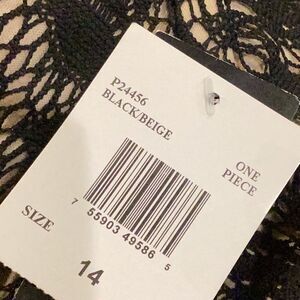 P24456
BLACK/BEIGE
ONE
PIECE
7 55903 49586 5
SIZE
14